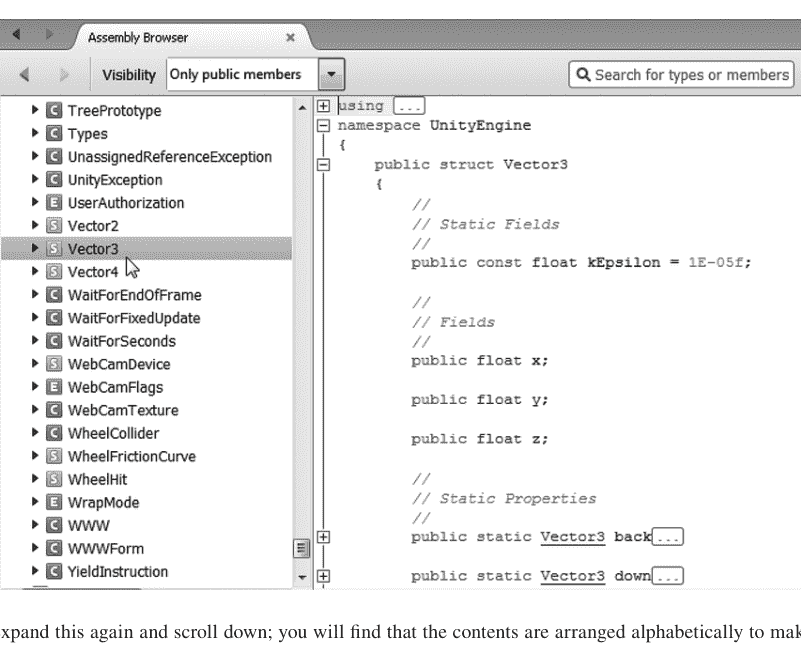 Assembly Browser
Visibility Only public members Search for types or members
C TreePrototype
C Types
C UnassignedReferenceException
C UnityException
E UserAuthorization
S Vector2
S Vector3
S Vector4
C WaitForEndOfFrame
C WaitForFixedUpdate
C WaitForSeconds
S WebCamDevice
E WebCamFlags
C WebCamTexture
C WheelCollider
S WheelFrictionCurve
S WheelHit
E WrapMode
C WWW
C WWWForm
C YieldInstruction
using ...
namespace UnityEngine
{
public struct Vector3
{
//
// Static Fields
//
public const float kEpsilon = 1E-05f;
//
// Fields
//
public float x;
public float y;
public float z;
//
// Static Properties
//
public static Vector3 back...
public static Vector3 down...
xpand this again and scroll down; you will find that the contents are arranged alphabetically to mak